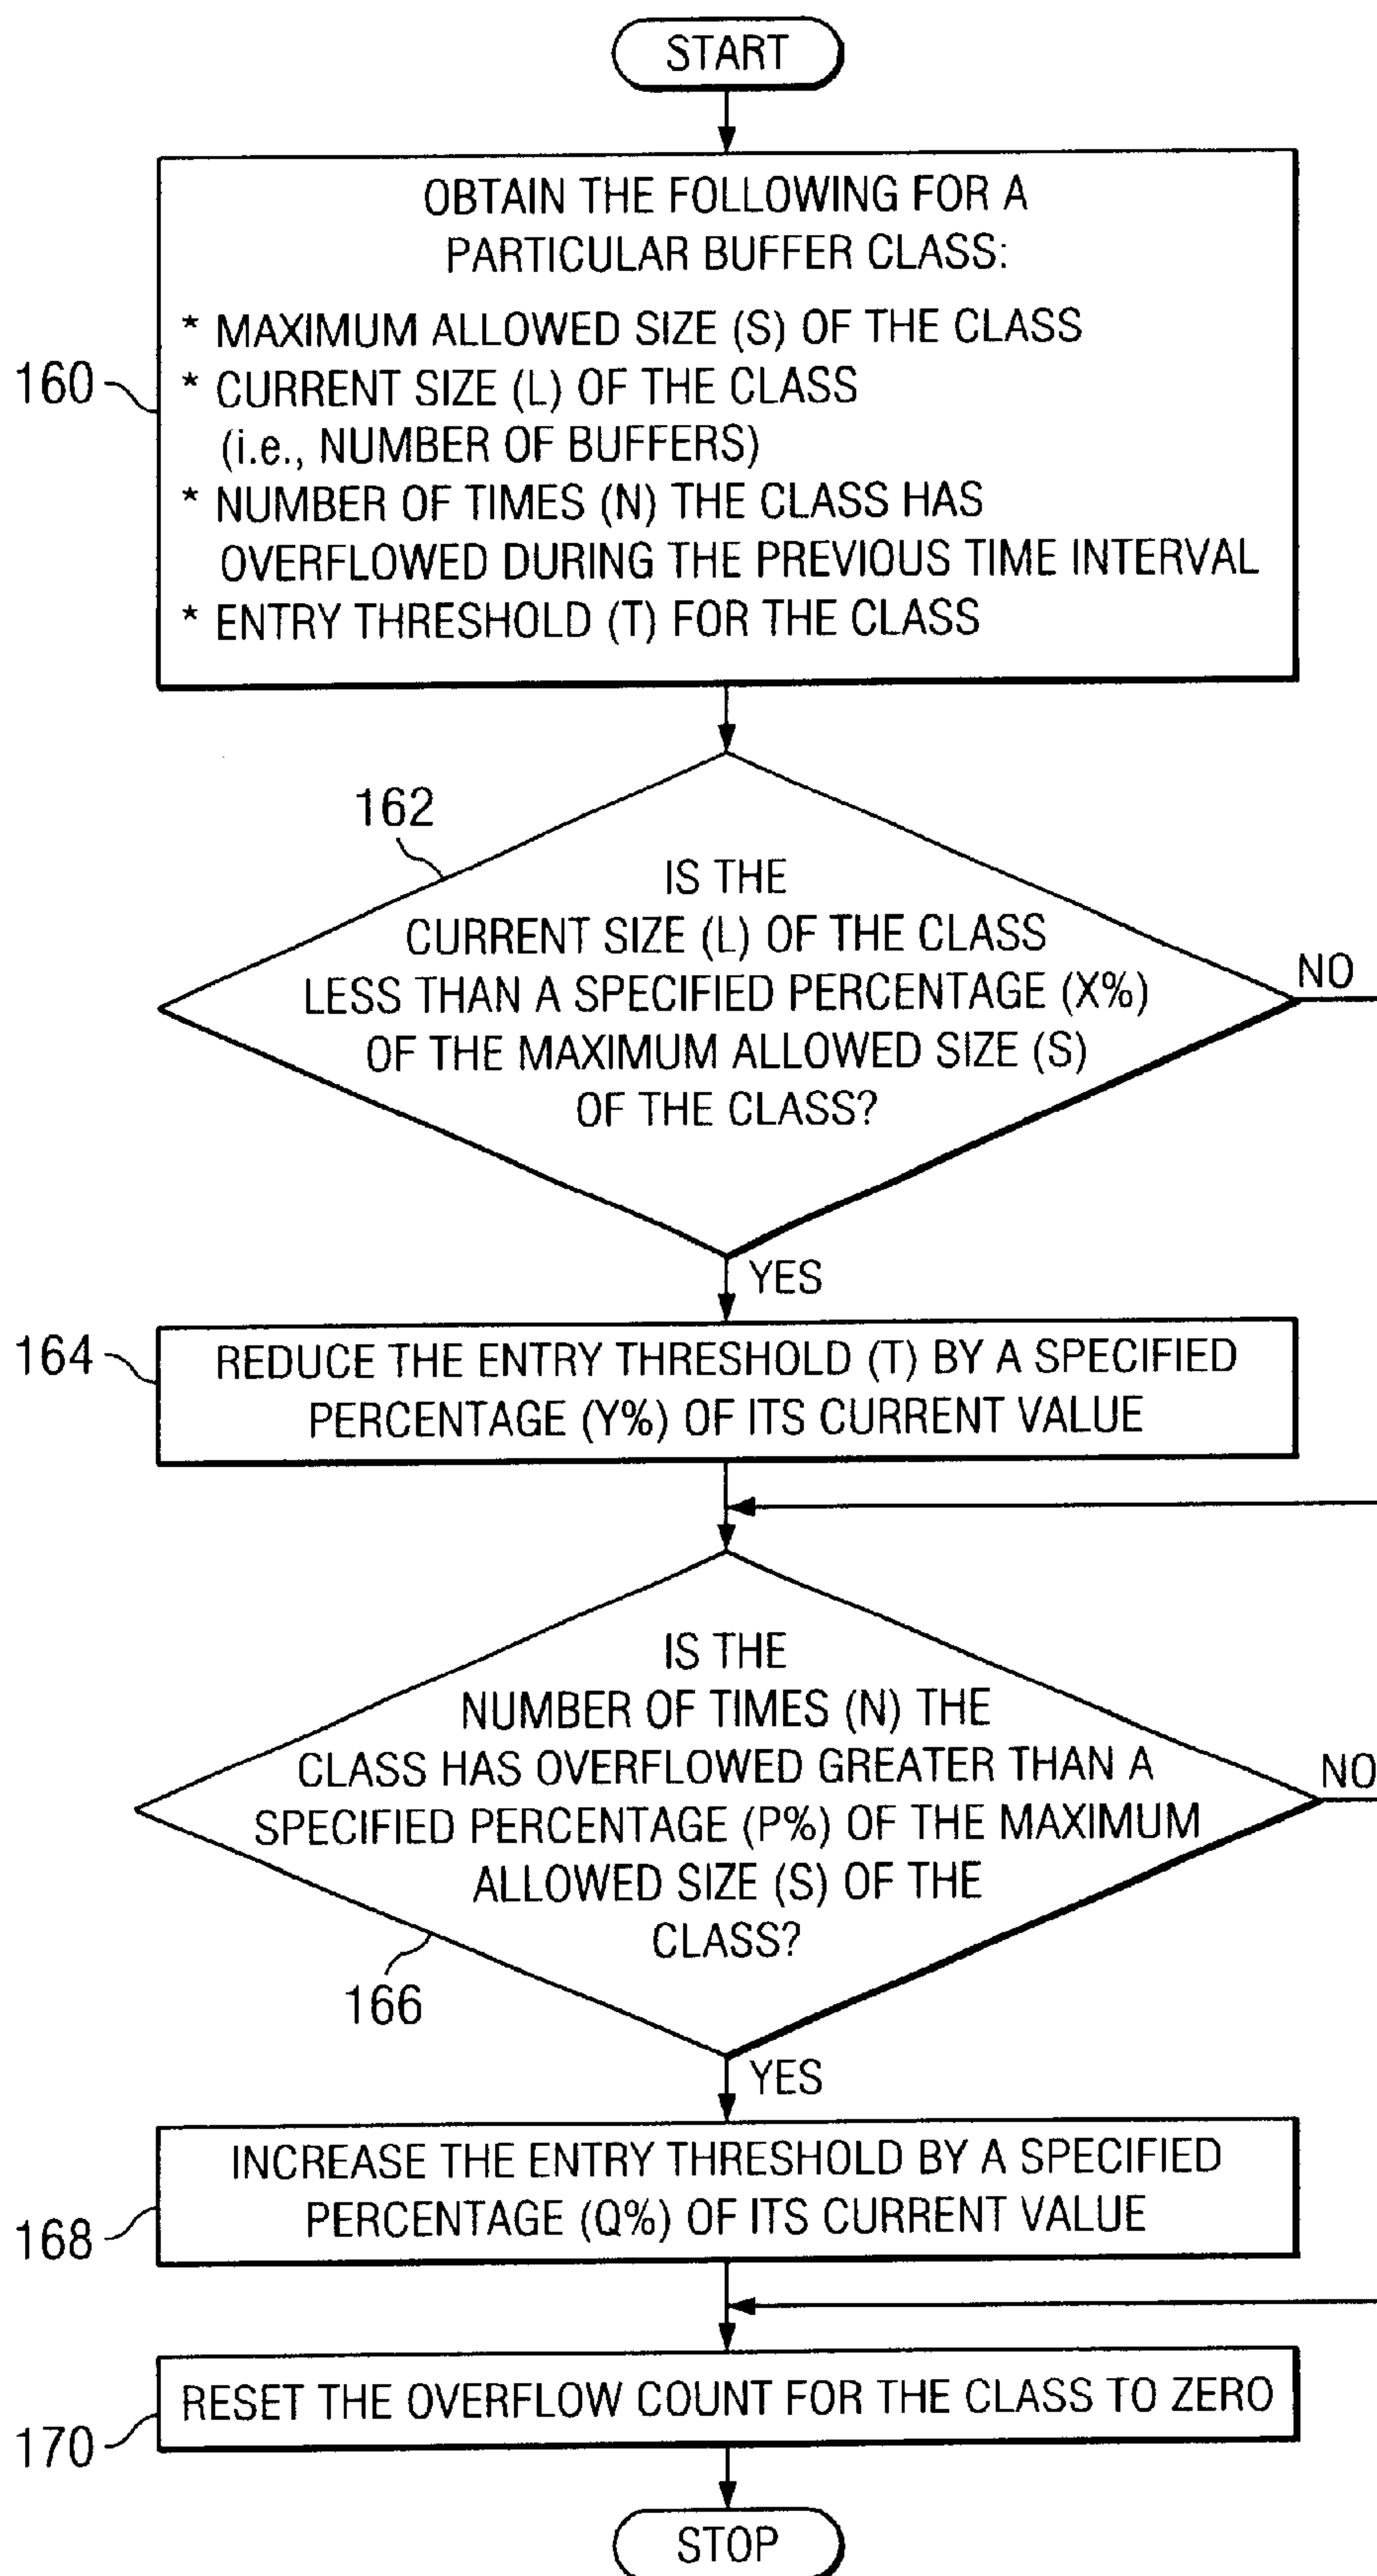 START
OBTAIN THE FOLLOWING FOR A
PARTICULAR BUFFER CLASS:
* MAXIMUM ALLOWED SIZE (S) OF THE CLASS
* CURRENT SIZE (L) OF THE CLASS
(i.e., NUMBER OF BUFFERS)
* NUMBER OF TIMES (N) THE CLASS HAS
OVERFLOWED DURING THE PREVIOUS TIME INTERVAL
* ENTRY THRESHOLD (T) FOR THE CLASS
160
162
IS THE
CURRENT SIZE (L) OF THE CLASS
LESS THAN A SPECIFIED PERCENTAGE (X%)
OF THE MAXIMUM ALLOWED SIZE (S)
OF THE CLASS?
NO
YES
164
REDUCE THE ENTRY THRESHOLD (T) BY A SPECIFIED
PERCENTAGE (Y%) OF ITS CURRENT VALUE
IS THE
NUMBER OF TIMES (N) THE
CLASS HAS OVERFLOWED GREATER THAN A
SPECIFIED PERCENTAGE (P%) OF THE MAXIMUM
ALLOWED SIZE (S) OF THE
CLASS?
NO
166
YES
INCREASE THE ENTRY THRESHOLD BY A SPECIFIED
PERCENTAGE (Q%) OF ITS CURRENT VALUE
168
RESET THE OVERFLOW COUNT FOR THE CLASS TO ZERO
170
STOP